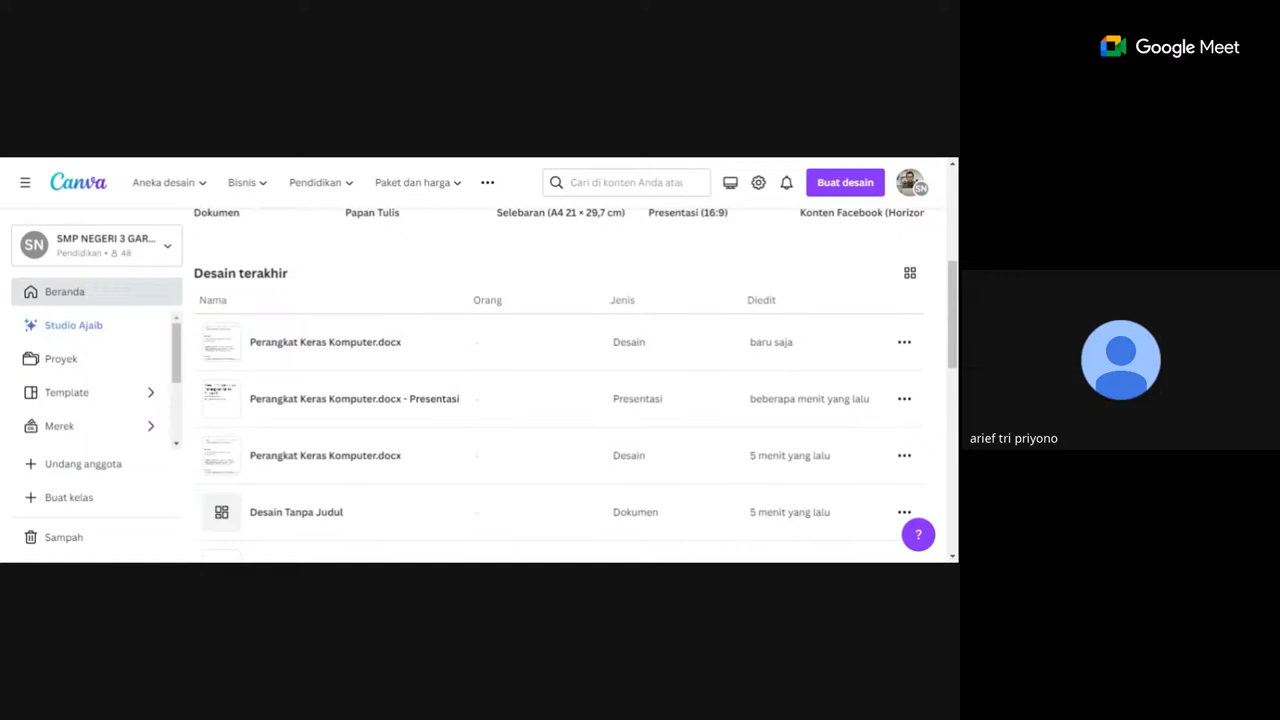 Google Meet
Canva
Aneka desain
Bisnis
Pendidikan
Paket dan harga
Cari di konten Anda atau
Buat desain
SN
Dokumen
Papan Tulis
Selebaran (A4 21 × 29,7 cm)
Presentasi (16:9)
Konten Facebook (Horizor
SN
SMP NEGERI 3 GAR...
Pendidikan • 48
Beranda
Studio Ajaib
Proyek
Template
Merek
Undang anggota
Buat kelas
Sampah
Desain terakhir
Nama Orang Jenis Diedit
Perangkat Keras Komputer.docx - Desain baru saja
Perangkat Keras Komputer.docx - Presentasi - Presentasi beberapa menit yang lalu
Perangkat Keras Komputer.docx - Desain 5 menit yang lalu
Desain Tanpa Judul - Dokumen 5 menit yang lalu
?
arief tri priyono